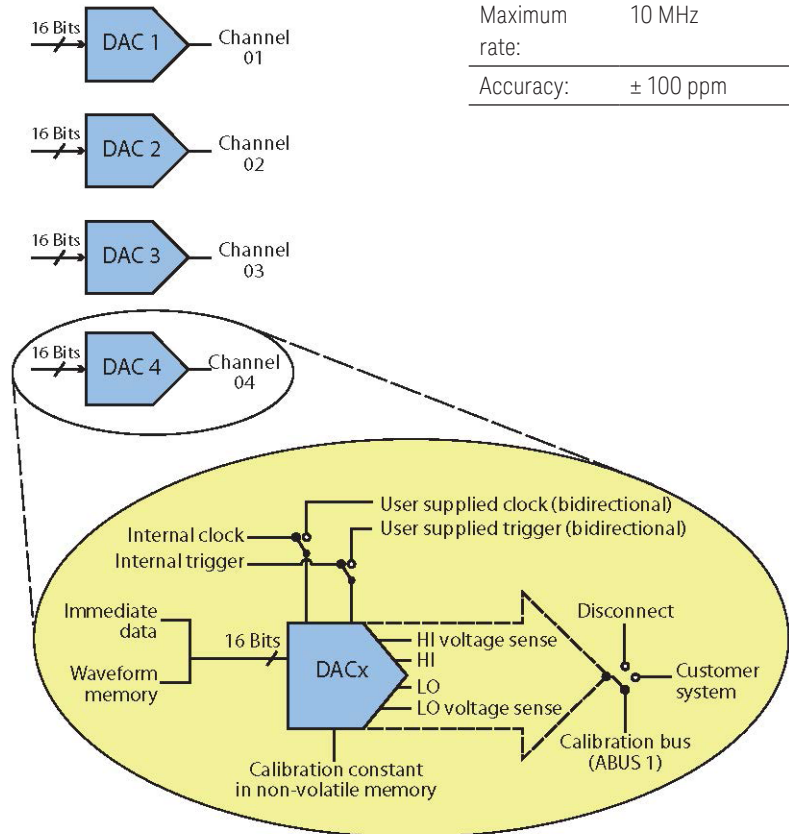 Maximum rate: 10 MHz
Accuracy: ± 100 ppm
16 Bits DAC 1 Channel 01
16 Bits DAC 2 Channel 02
16 Bits DAC 3 Channel 03
16 Bits DAC 4 Channel 04
User supplied clock (bidirectional)
Internal clock
User supplied trigger (bidirectional)
Internal trigger
Immediate data
Waveform memory
16 Bits
DACx
HI voltage sense
HI
LO
LO voltage sense
Disconnect
Customer system
Calibration bus (ABUS 1)
Calibration constant in non-volatile memory